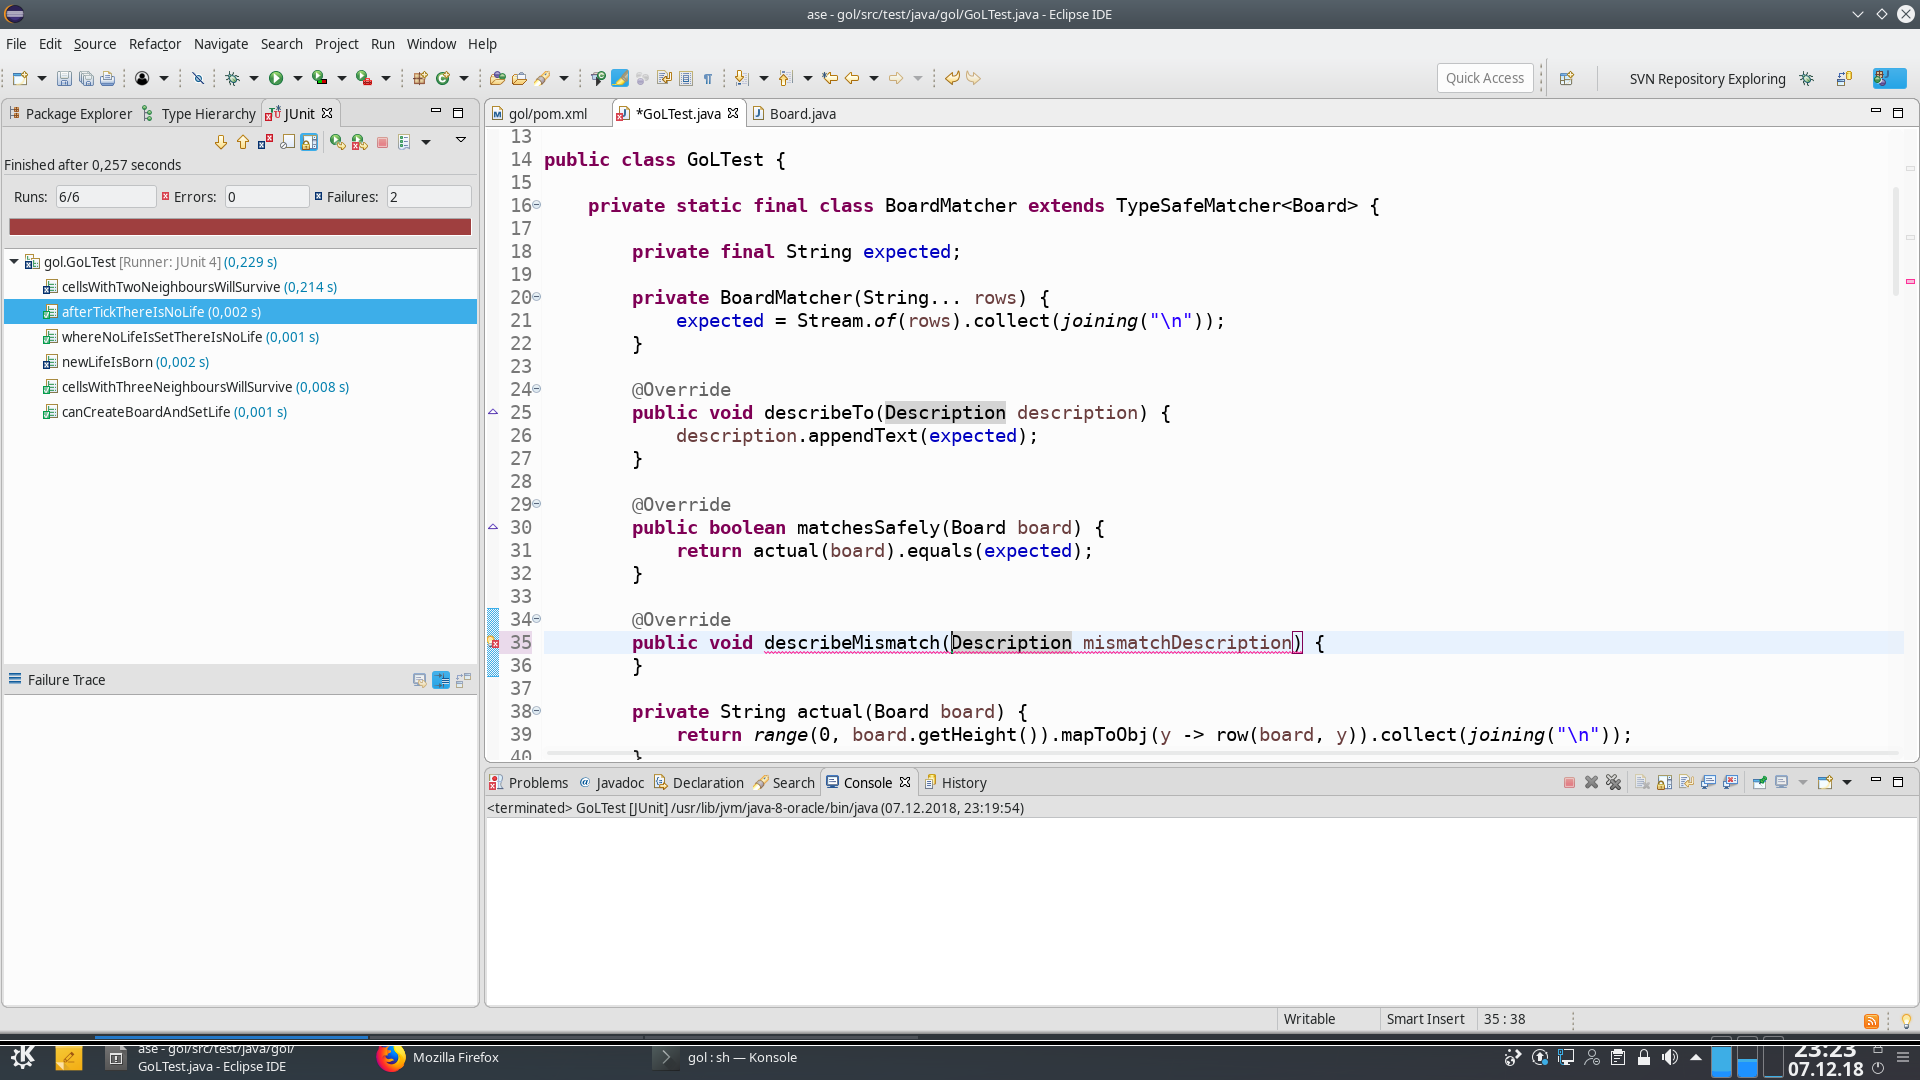 ase - gol/src/test/java/gol/GoLTest.java - Eclipse IDE
File Edit Source Refactor Navigate Search Project Run Window Help
Quick Access
SVN Repository Exploring
Package Explorer Type Hierarchy JUnit
gol/pom.xml *GoLTest.java Board.java
Finished after 0,257 seconds
Runs: 6/6 Errors: 0 Failures: 2
gol.GoLTest [Runner: JUnit 4] (0,229 s)
cellsWithTwoNeighboursWillSurvive (0,214 s)
afterTickThereIsNoLife (0,002 s)
whereNoLifeIsSetThereIsNoLife (0,001 s)
newLifeIsBorn (0,002 s)
cellsWithThreeNeighboursWillSurvive (0,008 s)
canCreateBoardAndSetLife (0,001 s)
Failure Trace
13
14 public class GoLTest {
15
16 private static final class BoardMatcher extends TypeSafeMatcher<Board> {
17
18 private final String expected;
19
20 private BoardMatcher(String... rows) {
21 expected = Stream.of(rows).collect(joining("\n"));
22 }
23
24 @Override
25 public void describeTo(Description description) {
26 description.appendText(expected);
27 }
28
29 @Override
30 public boolean matchesSafely(Board board) {
31 return actual(board).equals(expected);
32 }
33
34 @Override
35 public void describeMismatch(Description mismatchDescription) {
36 }
37
38 private String actual(Board board) {
39 return range(0, board.getHeight()).mapToObj(y -> row(board, y)).collect(joining("\n"));
40 }
Problems @ Javadoc Declaration Search Console History
<terminated> GoLTest [JUnit] /usr/lib/jvm/java-8-oracle/bin/java (07.12.2018, 23:19:54)
Writable Smart Insert 35 : 38
ase - gol/src/test/java/gol/
GoLTest.java - Eclipse IDE
Mozilla Firefox
gol : sh — Konsole
23:23
07.12.18